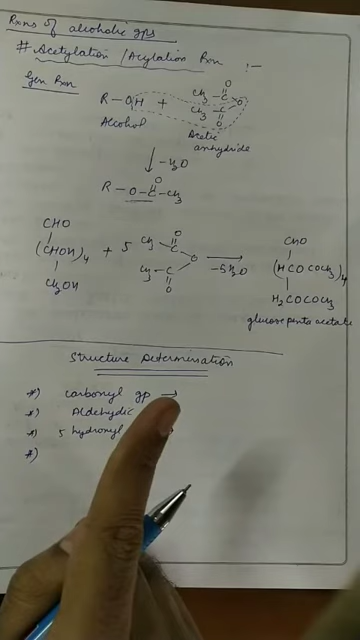 Rxns of alcoholic gps
# Acetylation / Acylation Rxn :-
Gen Rxn
R-OH + CH3-C=O O CH3-C=O
Alcohol Acetic anhydride
-H2O
R-O-C-CH3
O
CHO
(CHOH)4 + 5 CH3-C=O O CH3-C=O
CH2OH
-5H2O
CHO
(HCOCOCH3)4
H2COCOCH3
glucose penta acetate
Structure Determination
*) carbonyl gp →
*) Aldehydic
*) 5 hydroxyl
*)